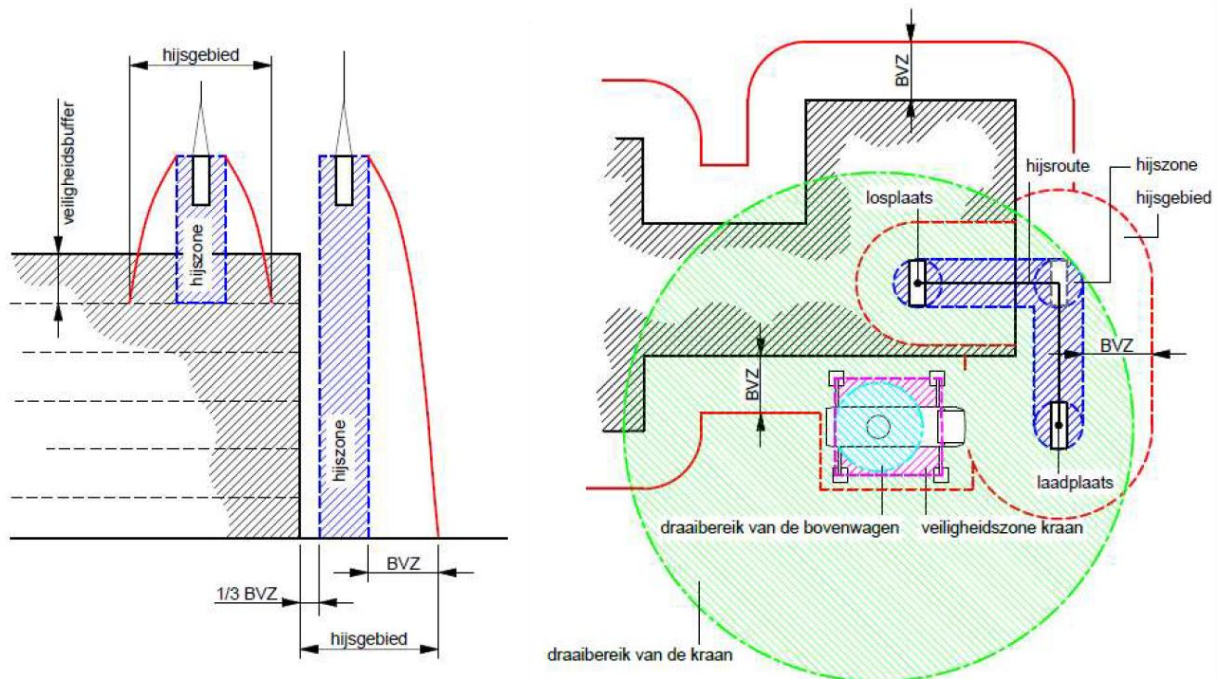 hijsgebied
veiligheidsbuffer
hijszone
hijszone
BVZ
1/3 BVZ
hijsgebied
BVZ
hijsroute
hijszone
hijsgebied
losplaats
BVZ
BVZ
laadplaats
draaibereik van de bovenwagen
veiligheidszone kraan
draaibereik van de kraan